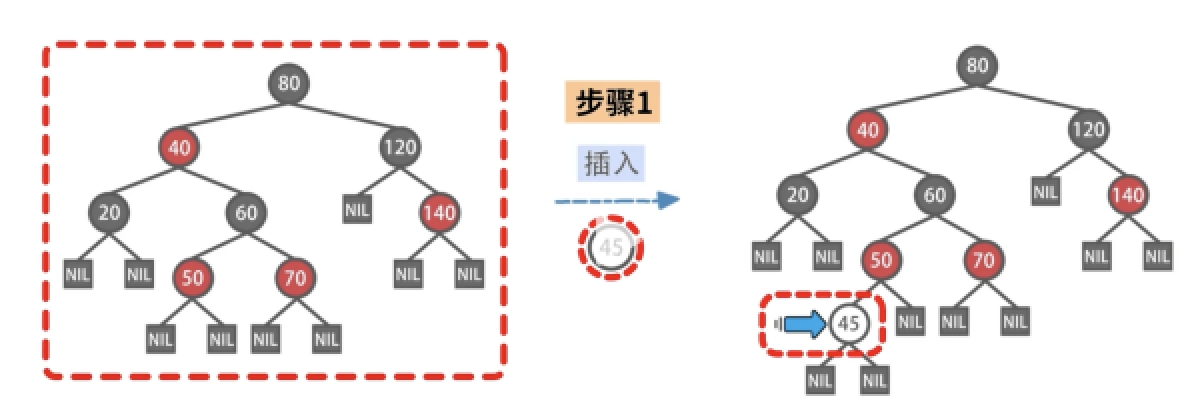 80
40 120
20 60 NIL 140
NIL NIL 50 70 NIL NIL
NIL NIL NIL NIL
步骤1
插入
45
80
40 120
20 60 NIL 140
NIL NIL 50 70 NIL NIL
45 NIL NIL NIL
NIL NIL